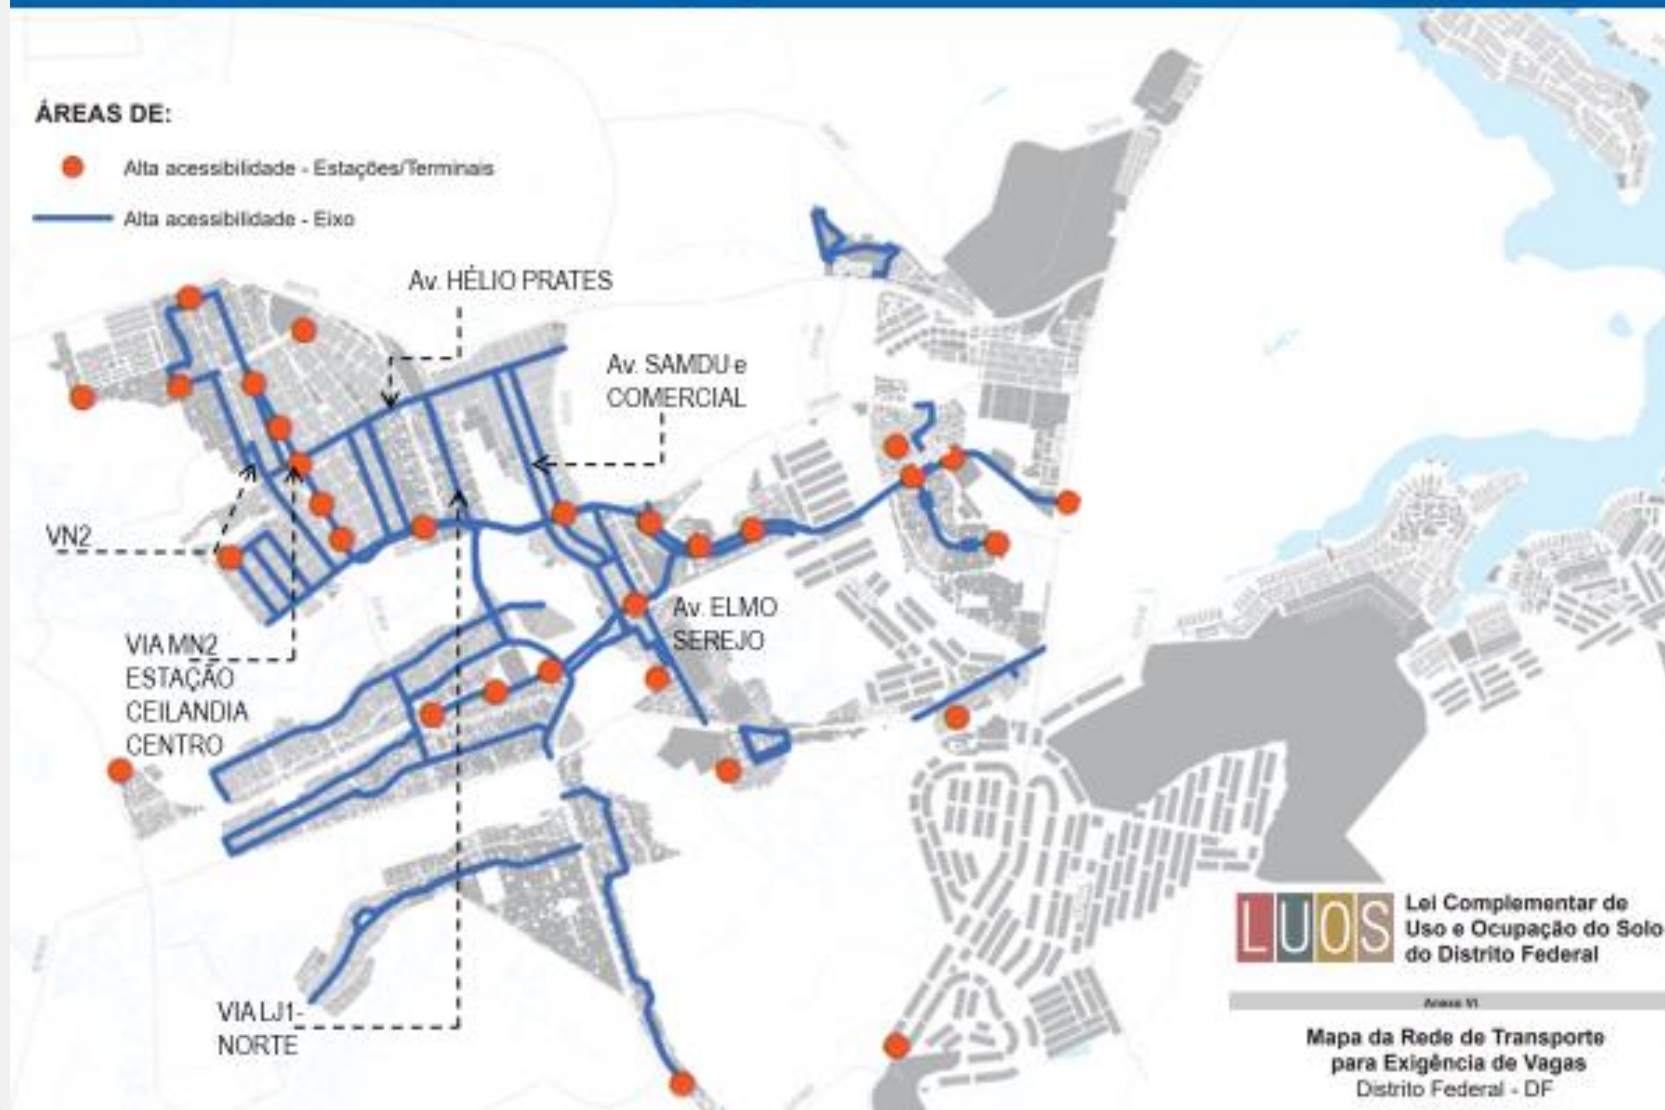 ÁREAS DE:
Alta acessibilidade - Estações/Terminais
Alta acessibilidade - Eixo
Av. HÉLIO PRATES
Av. SAMDU e
COMERCIAL
VN2
Av. ELMO
SEREJO
VIA MN2
ESTAÇÃO
CEILANDIA
CENTRO
VIA LJ1-
NORTE
LUOS
Lei Complementar de
Uso e Ocupação do Solo
do Distrito Federal
Anexo VI
Mapa da Rede de Transporte
para Exigência de Vagas
Distrito Federal - DF